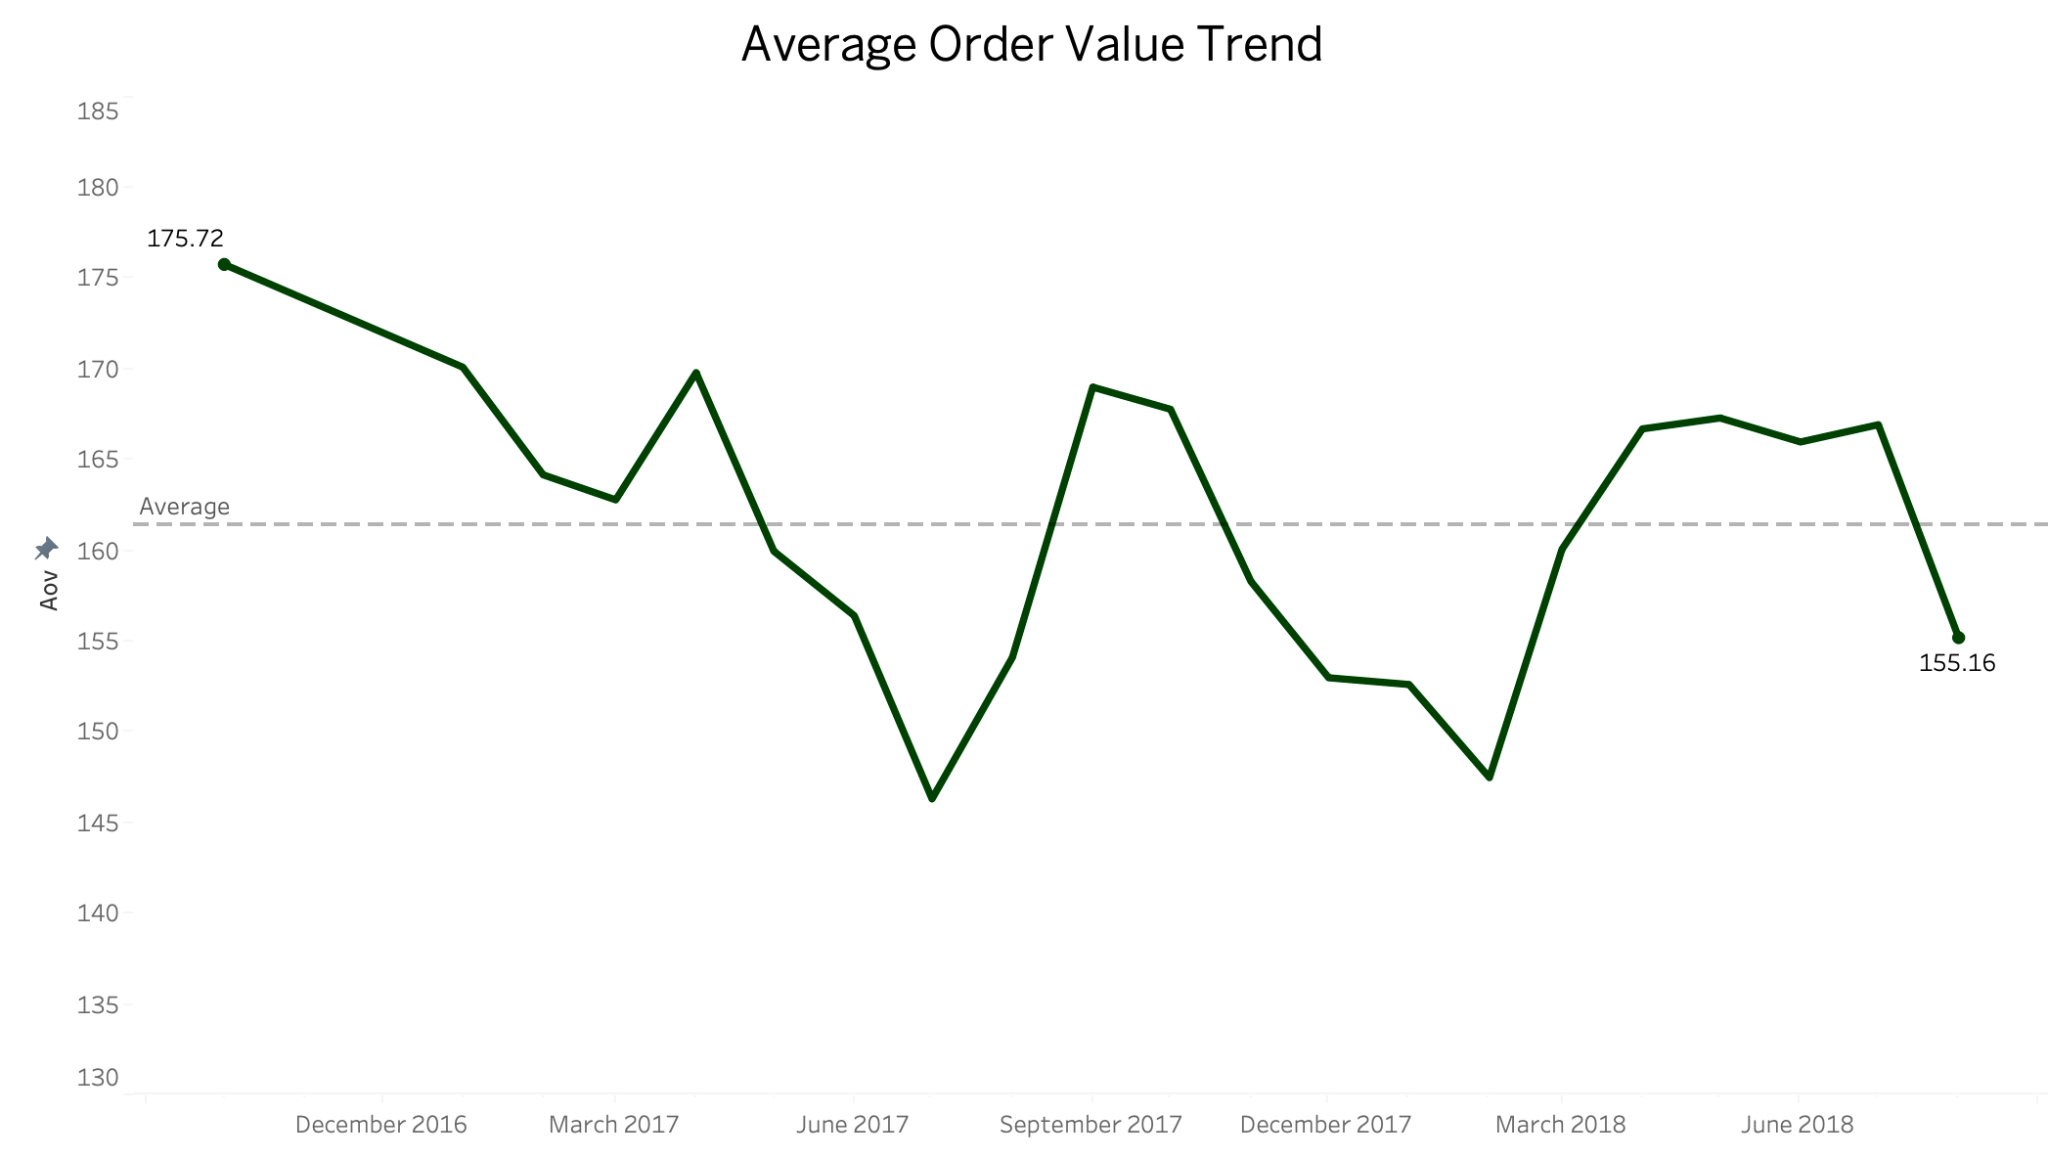 Average Order Value Trend
185
180
175.72
175
170
165
Average
160
Aov
155
155.16
150
145
140
135
130
December 2016
March 2017
June 2017
September 2017
December 2017
March 2018
June 2018